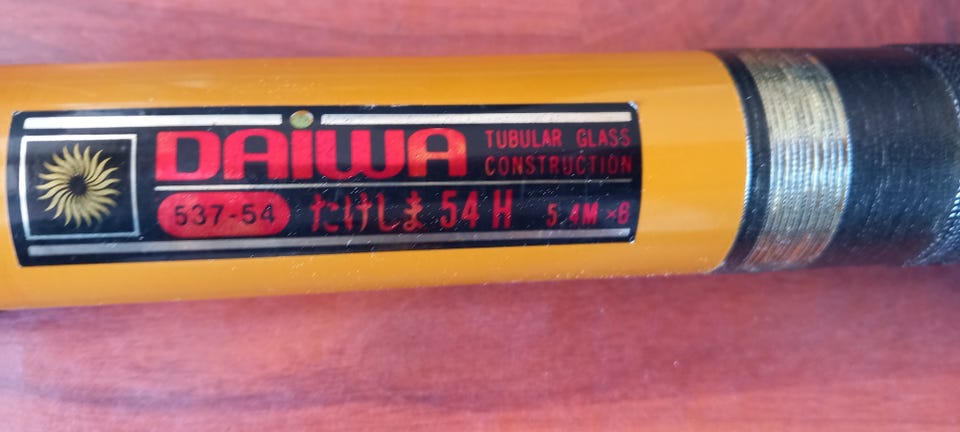 DAIWA
TUBULAR GLASS
CONSTRUCTION
537-54 たけしま 54 H 5.4M ×6